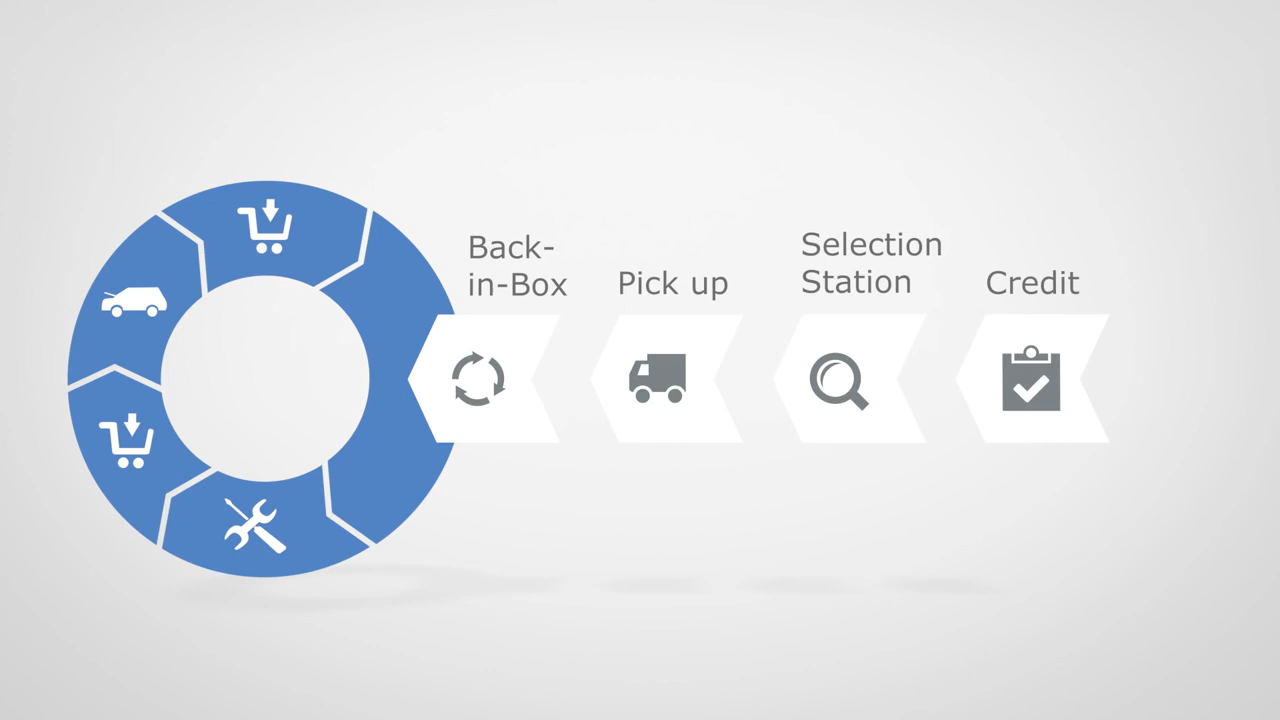 Back-
in-Box
Pick up
Selection
Station
Credit